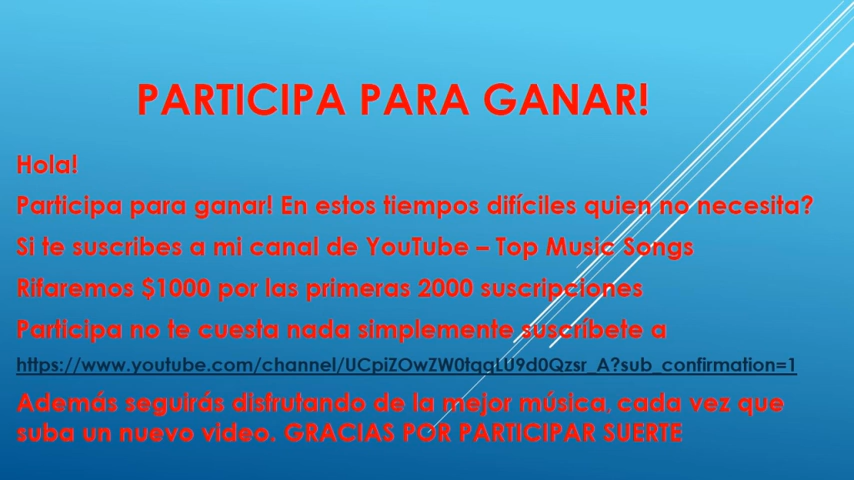 PARTICIPA PARA GANAR!
Hola!
Participa para ganar! En estos tiempos difíciles quien no necesita?
Si te suscribes a mi canal de YouTube – Top Music Songs
Rifaremos $1000 por las primeras 2000 suscripciones
Participa no te cuesta nada simplemente suscríbete a
https://www.youtube.com/channel/UCpiZOwZW0tqqLU9d0Qzsr_A?sub_confirmation=1
Además seguirás disfrutando de la mejor música, cada vez que
suba un nuevo video. GRACIAS POR PARTICIPAR SUERTE